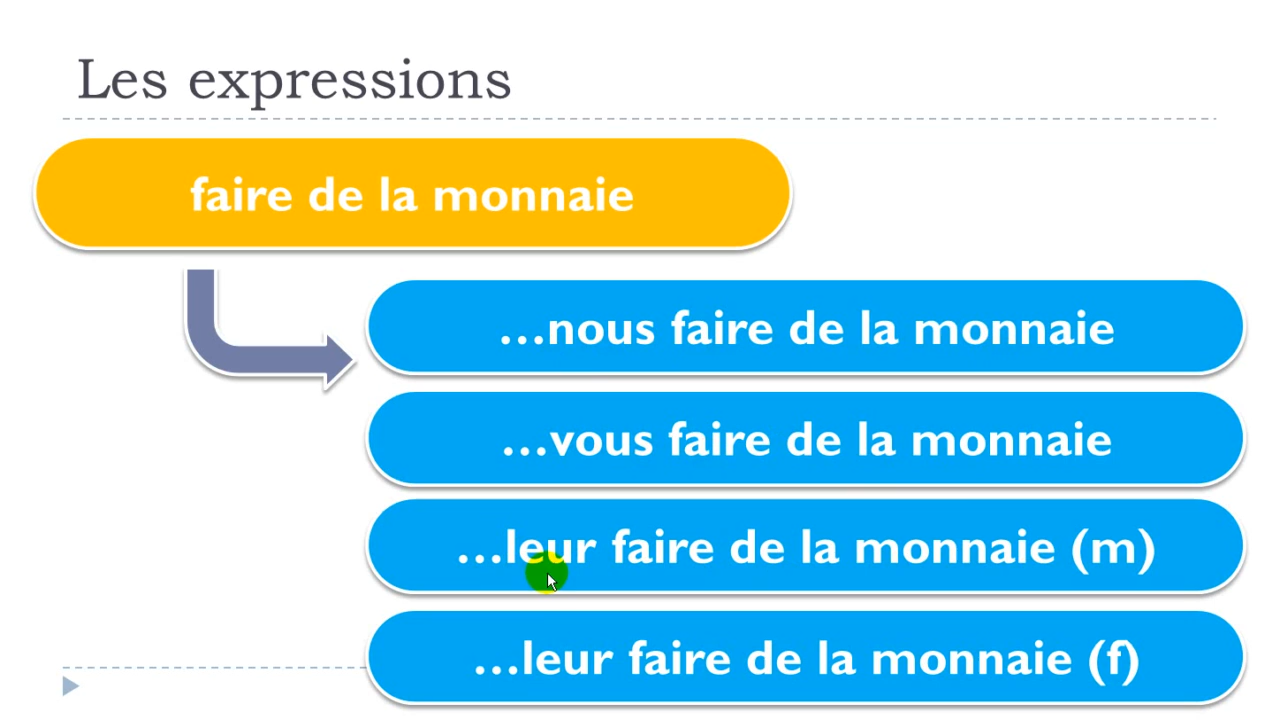 Les expressions
faire de la monnaie
...nous faire de la monnaie
...vous faire de la monnaie
...leur faire de la monnaie (m)
...leur faire de la monnaie (f)